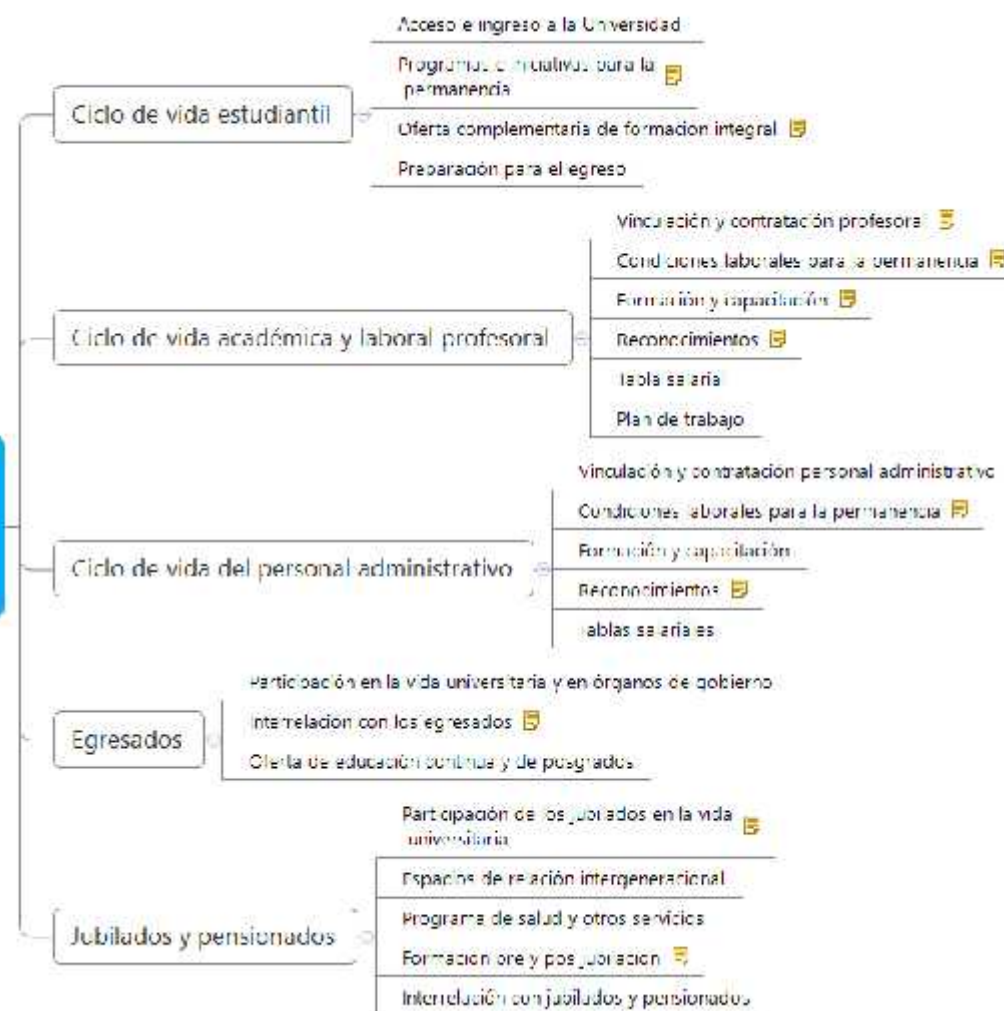 Acceso e ingreso a la Universidad
Programas e iniciativas para la
permanencia
Ciclo de vida estudiantil
Oferta complementaria de formacion integral
Preparación para el egreso
Vinculación y contratación profesoral
Condiciones laborales para la permanencia
Formación y capacitación
Ciclo de vida académica y laboral profesoral
Reconocimientos
Tabla salarial
Plan de trabajo
Vinculación y contratación personal administrativo
Condiciones laborales para la permanencia
Ciclo de vida del personal administrativo
Formación y capacitación
Reconocimientos
Tablas salariales
Participación en la vida universitaria y en órganos de gobierno
Egresados
Interrelacion con los egresados
Oferta de educación continua y de posgrados
Participación de los jubilados en la vida
universitaria
Espacios de relación intergeneracional
Jubilados y pensionados
Programa de salud y otros servicios
Formacion pre y pos jubilacion
Interrelación con jubilados y pensionados